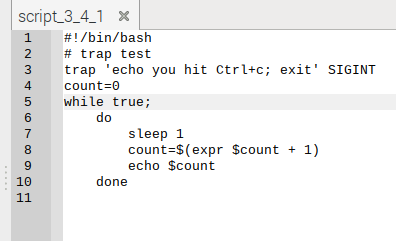 script_3_4_1 ×
1 #!/bin/bash
2 # trap test
3 trap 'echo you hit Ctrl+c; exit' SIGINT
4 count=0
5 while true;
6     do
7         sleep 1
8         count=$(expr $count + 1)
9         echo $count
10     done
11